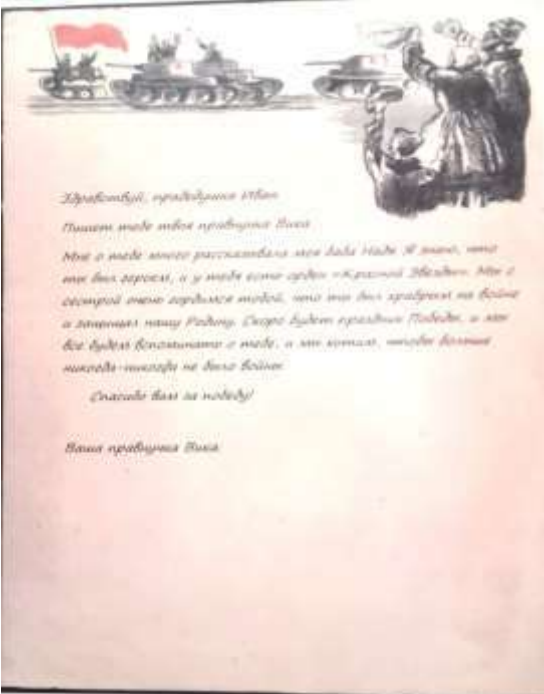 Здравствуй, прадедушка Иван
Пишет тебе твоя правнучка Вика.
Мне о тебе много рассказывала моя баба Надя. Я знаю, что
ты был героем, и у тебя есть орден «Красной Звезды». Мы с
сестрой очень гордимся тобой, что ты был храбрым на войне
и защищал нашу Родину. Скоро будет праздник Победы, и мы
все будем вспоминать о тебе, и мы хотим, чтобы больше
никогда-никогда не было войны.
Спасибо вам за победу!
Ваша правнучка Вика